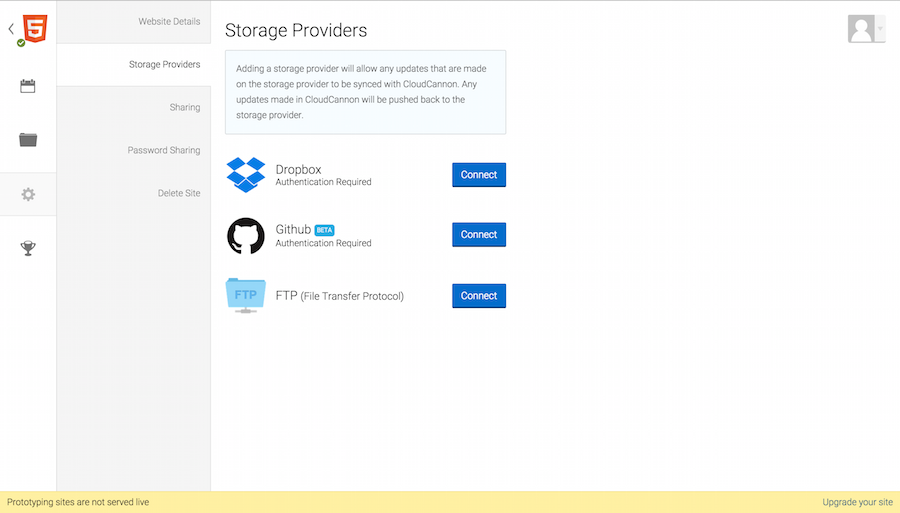 Website Details
Storage Providers
Sharing
Password Sharing
Delete Site
Storage Providers
Adding a storage provider will allow any updates that are made
on the storage provider to be synced with CloudCannon. Any
updates made in CloudCannon will be pushed back to the
storage provider.
Dropbox
Authentication Required
Connect
Github BETA
Authentication Required
Connect
FTP
FTP (File Transfer Protocol)
Connect
Prototyping sites are not served live
Upgrade your site